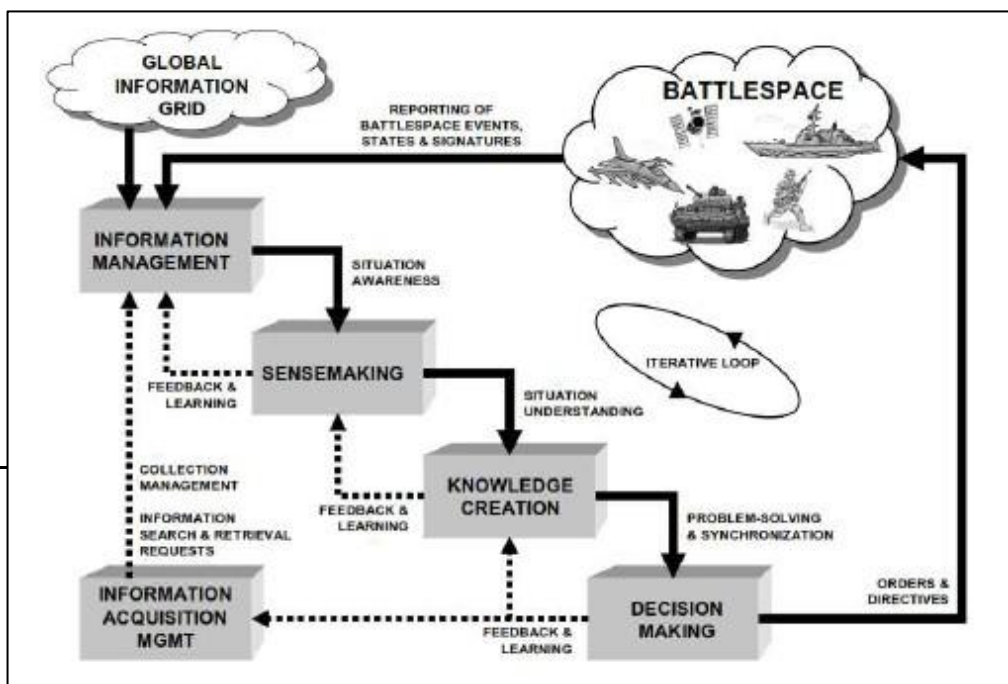 GLOBAL
INFORMATION
GRID
BATTLESPACE
REPORTING OF
BATTLESPACE EVENTS,
STATES & SIGNATURES
INFORMATION
MANAGEMENT
SITUATION
AWARENESS
SENSEMAKING
ITERATIVE LOOP
FEEDBACK &
LEARNING
SITUATION
UNDERSTANDING
COLLECTION
MANAGEMENT
KNOWLEDGE
CREATION
FEEDBACK
& LEARNING
INFORMATION
SEARCH & RETRIEVAL
REQUESTS
PROBLEM-SOLVING
& SYNCHRONIZATION
INFORMATION
ACQUISITION
MGMT
DECISION
MAKING
ORDERS &
DIRECTIVES
FEEDBACK &
LEARNING